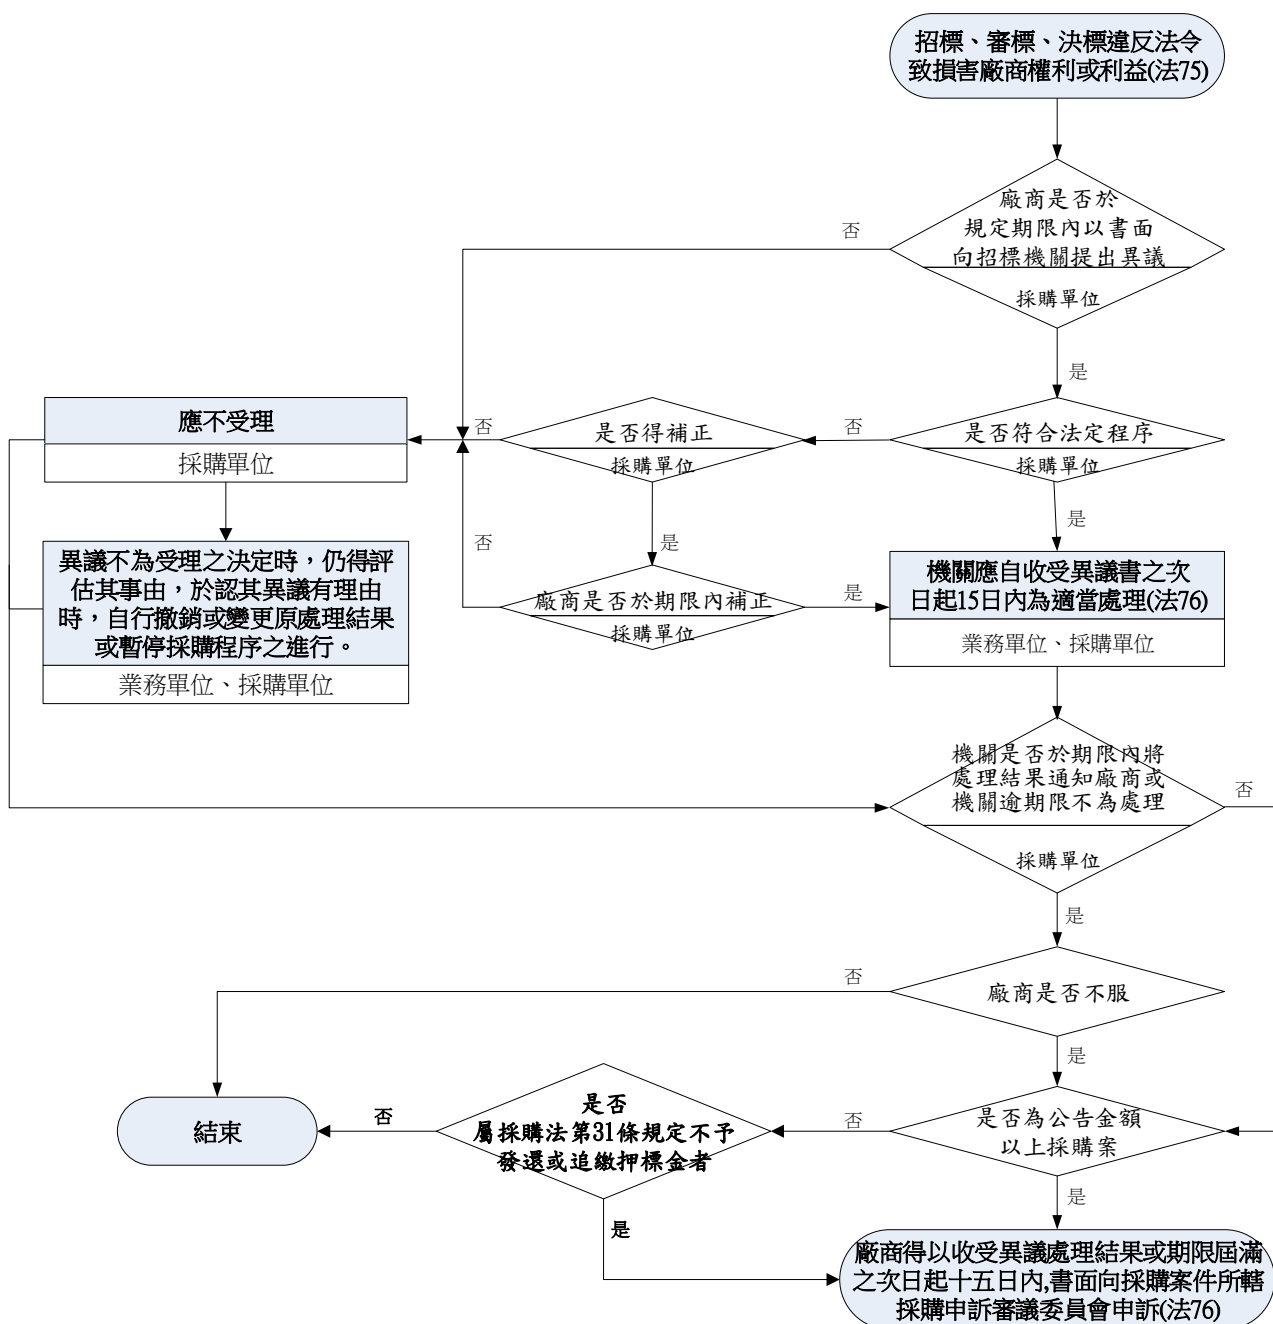 招標、審標、決標違反法令
致損害廠商權利或利益(法75)
廠商是否於
規定期限內以書面
向招標機關提出異議
採購單位
否
是
是否符合法定程序
採購單位
否
是
是否得補正
採購單位
否
是
應不受理
採購單位
異議不為受理之決定時，仍得評
估其事由，於認其異議有理由
時，自行撤銷或變更原處理結果
或暫停採購程序之進行。
業務單位、採購單位
廠商是否於期限內補正
採購單位
否
是
機關應自收受異議書之次
日起15日內為適當處理(法76)
業務單位、採購單位
機關是否於期限內將
處理結果通知廠商或
機關逾期限不為處理
採購單位
否
是
廠商是否不服
否
是
是否為公告金額
以上採購案
否
是
是否
屬採購法第31條規定不予
發還或追繳押標金者
否
是
結束
廠商得以收受異議處理結果或期限屆滿
之次日起十五日內,書面向採購案件所轄
採購申訴審議委員會申訴(法76)